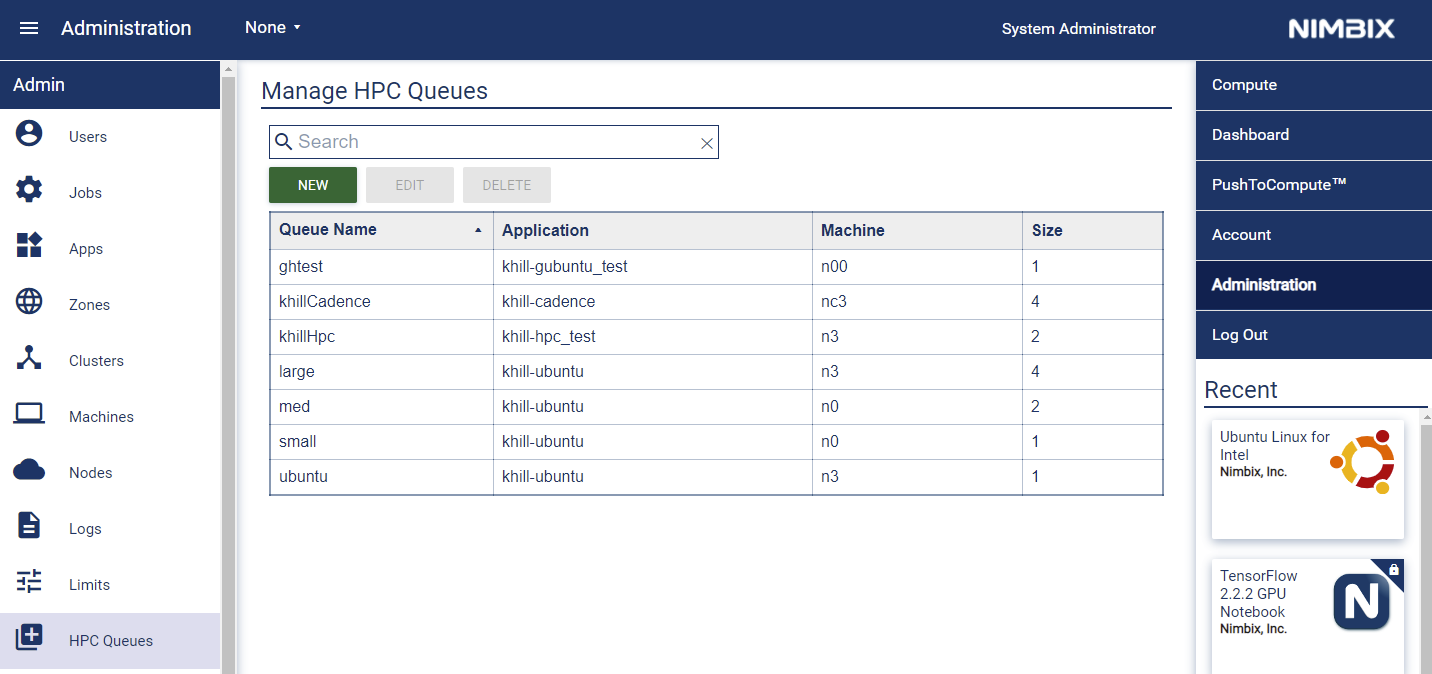 Administration
None
System Administrator
NIMBIX
Admin
Users
Jobs
Apps
Zones
Clusters
Machines
Nodes
Logs
Limits
HPC Queues
Manage HPC Queues
Search
NEW EDIT DELETE
Queue Name Application Machine Size
ghtest khill-gubuntu_test n00 1
khillCadence khill-cadence nc3 4
khillHpc khill-hpc_test n3 2
large khill-ubuntu n3 4
med khill-ubuntu n0 2
small khill-ubuntu n0 1
ubuntu khill-ubuntu n3 1
Compute
Dashboard
PushToCompute™
Account
Administration
Log Out
Recent
Ubuntu Linux for
Intel
Nimbix, Inc.
TensorFlow
2.2.2 GPU
Notebook
Nimbix, Inc.
N